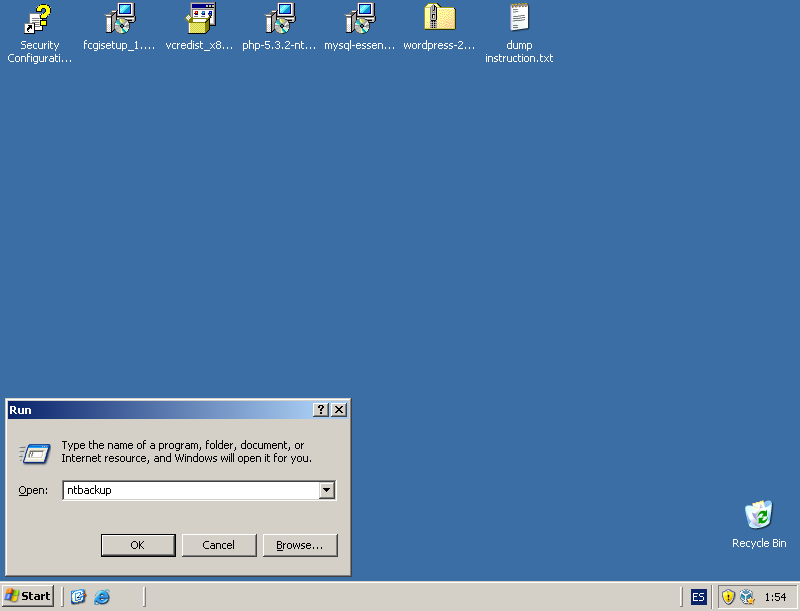 Security
Configurati...
fcgisetup_1....
vcredist_x8...
php-5.3.2-nt...
mysql-essen...
wordpress-2...
dump
instruction.txt
Run
Type the name of a program, folder, document, or
Internet resource, and Windows will open it for you.
Open:
ntbackup
OK
Cancel
Browse...
Recycle Bin
Start
ES
1:54